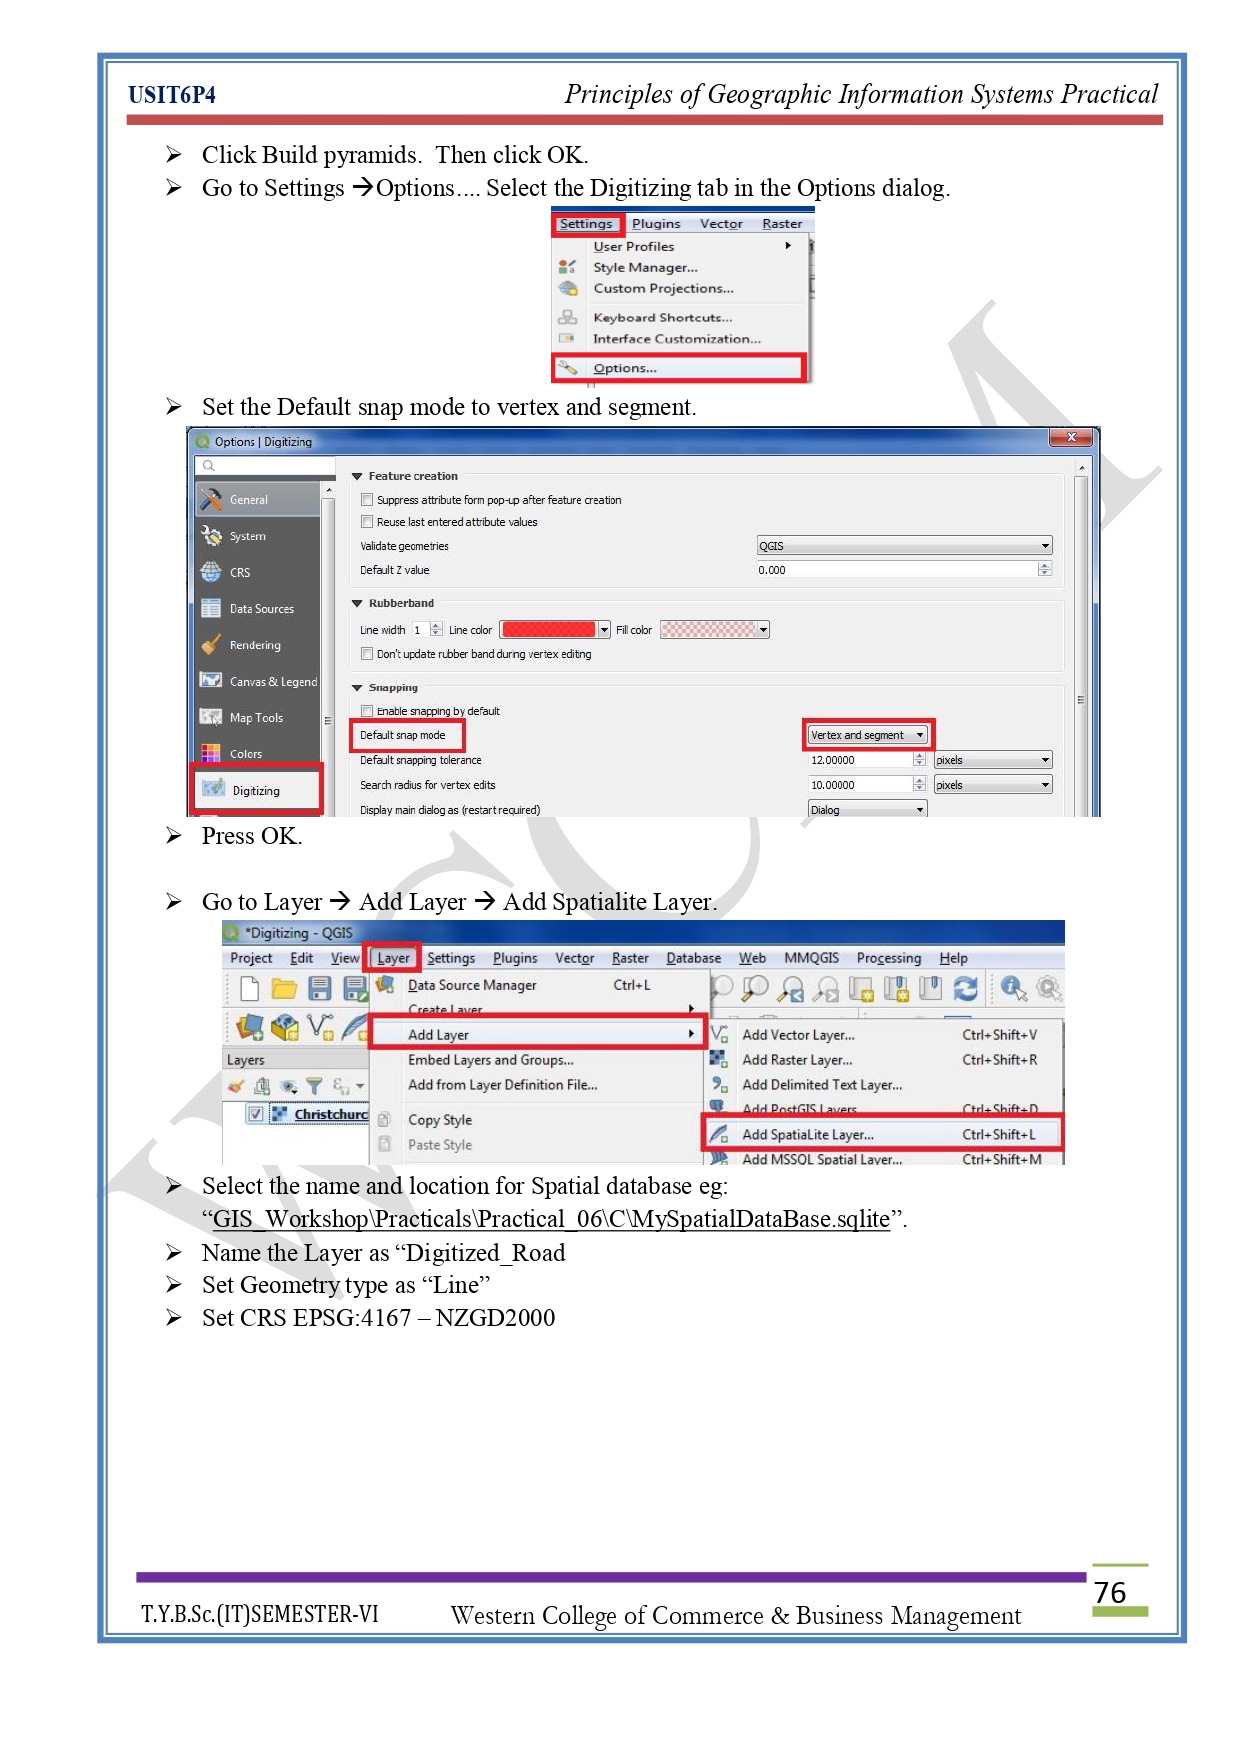 USIT6P4 Principles of Geographic Information Systems Practical
➢ Click Build pyramids. Then click OK.
➢ Go to Settings →Options.... Select the Digitizing tab in the Options dialog.
Settings Plugins Vector Raster
User Profiles
Style Manager...
Custom Projections...
Keyboard Shortcuts...
Interface Customization...
Options...
➢ Set the Default snap mode to vertex and segment.
Options | Digitizing
General
System
CRS
Data Sources
Rendering
Canvas & Legend
Map Tools
Colors
Digitizing
Feature creation
Suppress attribute form pop-up after feature creation
Reuse last entered attribute values
Validate geometries QGIS
Default Z value 0.000
Rubberband
Line width 1 Line color Fill color
Don't update rubber band during vertex editing
Snapping
Enable snapping by default
Default snap mode Vertex and segment
Default snapping tolerance 12.00000 pixels
Search radius for vertex edits 10.00000 pixels
Display main dialog as (restart required) Dialog
➢ Press OK.
➢ Go to Layer → Add Layer → Add Spatialite Layer.
*Digitizing - QGIS
Project Edit View Layer Settings Plugins Vector Raster Database Web MMQGIS Processing Help
Data Source Manager Ctrl+L
Create Layer
Add Layer
Embed Layers and Groups...
Add from Layer Definition File...
Copy Style
Paste Style
Layers
Christchurc
Add Vector Layer... Ctrl+Shift+V
Add Raster Layer... Ctrl+Shift+R
Add Delimited Text Layer...
Add PostGIS Layers... Ctrl+Shift+D
Add SpatiaLite Layer... Ctrl+Shift+L
Add MSSQL Spatial Layer... Ctrl+Shift+M
➢ Select the name and location for Spatial database eg:
“GIS_Workshop\Practicals\Practical_06\C\MySpatialDataBase.sqlite”.
➢ Name the Layer as “Digitized_Road
➢ Set Geometry type as “Line”
➢ Set CRS EPSG:4167 – NZGD2000
76
T.Y.B.Sc.(IT)SEMESTER-VI Western College of Commerce & Business Management